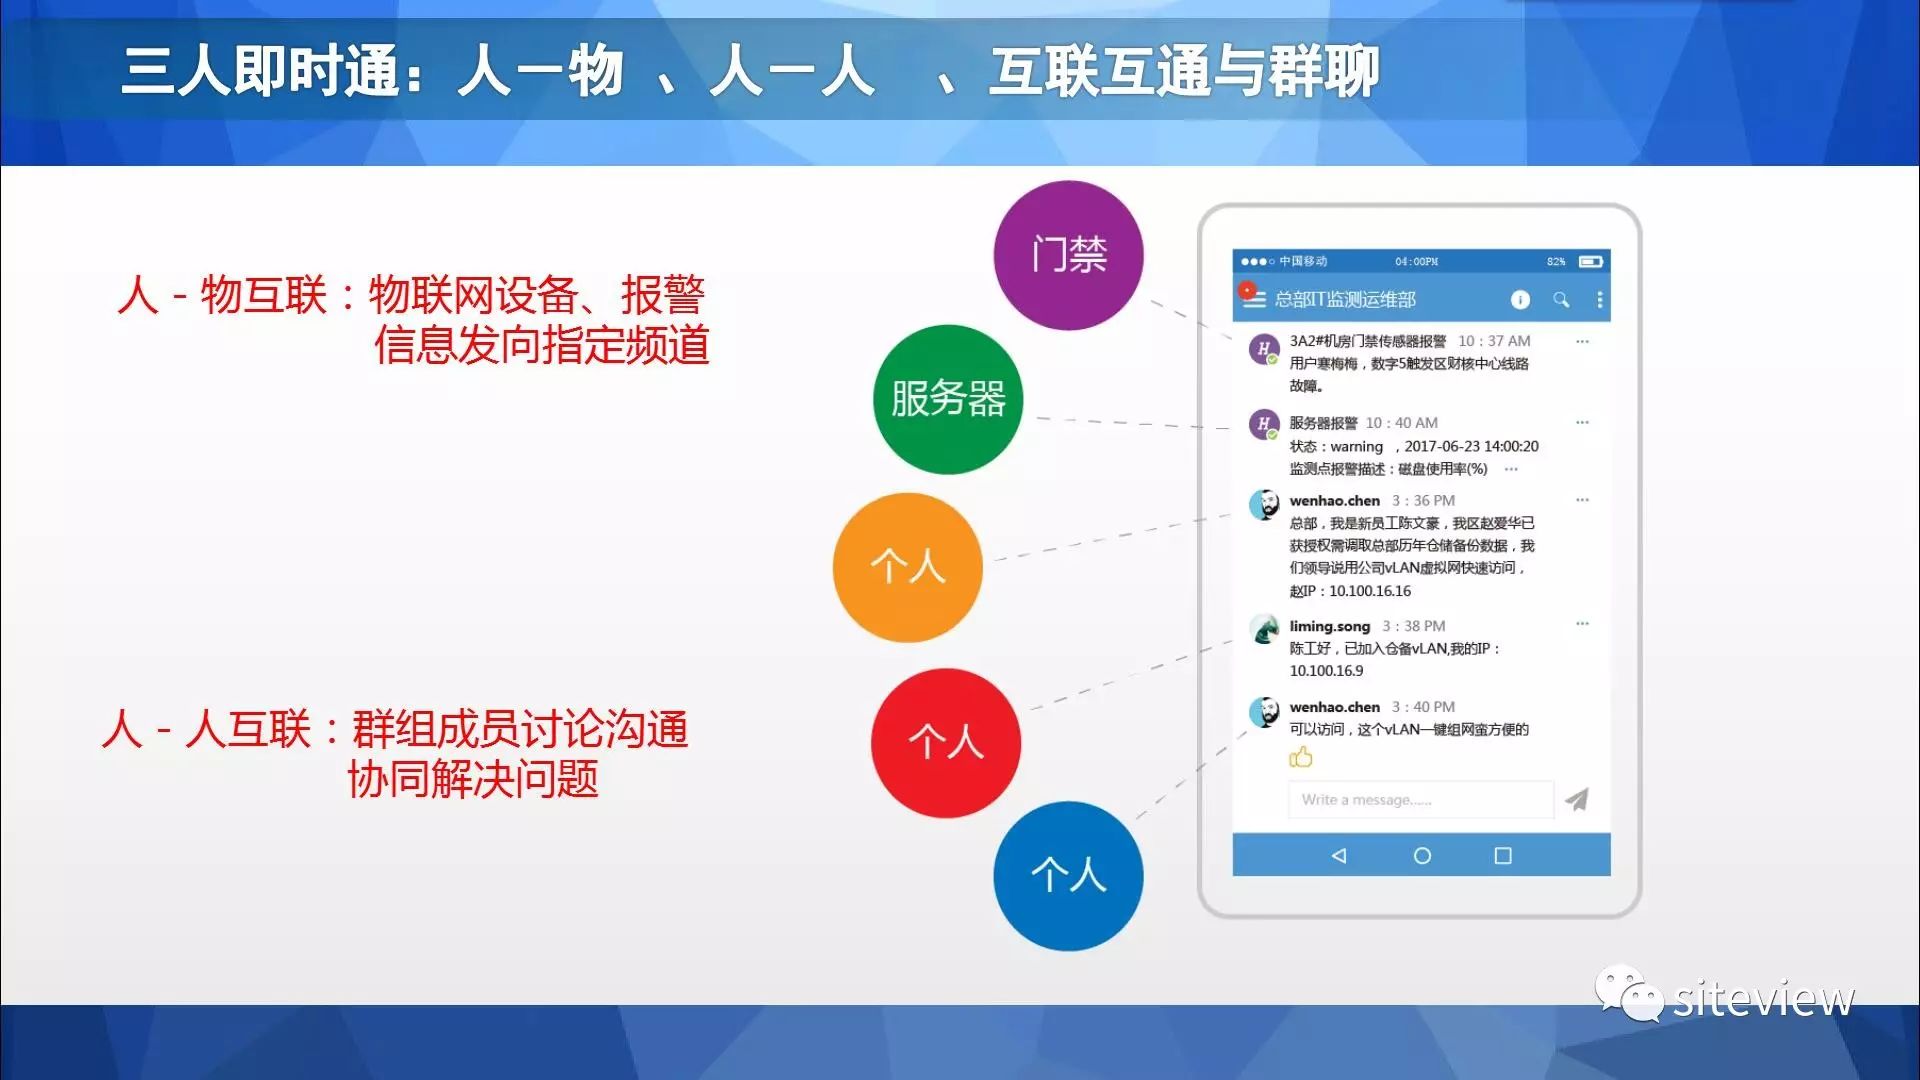 三人即时通：人一物 、人一人 、互联互通与群聊
人 - 物互联：物联网设备、报警
信息发向指定频道
人 - 人互联：群组成员讨论沟通
协同解决问题
门禁
服务器
个人
个人
个人
中国移动 04:00PM 82%
总部IT监测运维部
3A2#机房门禁传感器报警 10：37 AM
用户寒梅梅，数字5触发区财核中心线路
故障。
服务器报警 10：40 AM
状态：warning ，2017-06-23 14:00:20
监测点报警描述：磁盘使用率(%) ...
wenhao.chen 3：36 PM
总部，我是新员工陈文豪，我区赵爱华已
获授权需调取总部历年仓储备份数据，我
们领导说用公司vLAN虚拟网快速访问，
赵IP：10.100.16.16
liming.song 3：38 PM
陈工好，已加入仓备vLAN,我的IP：
10.100.16.9
wenhao.chen 3：40 PM
可以访问，这个vLAN一键组网蛮方便的
Write a message......
siteview